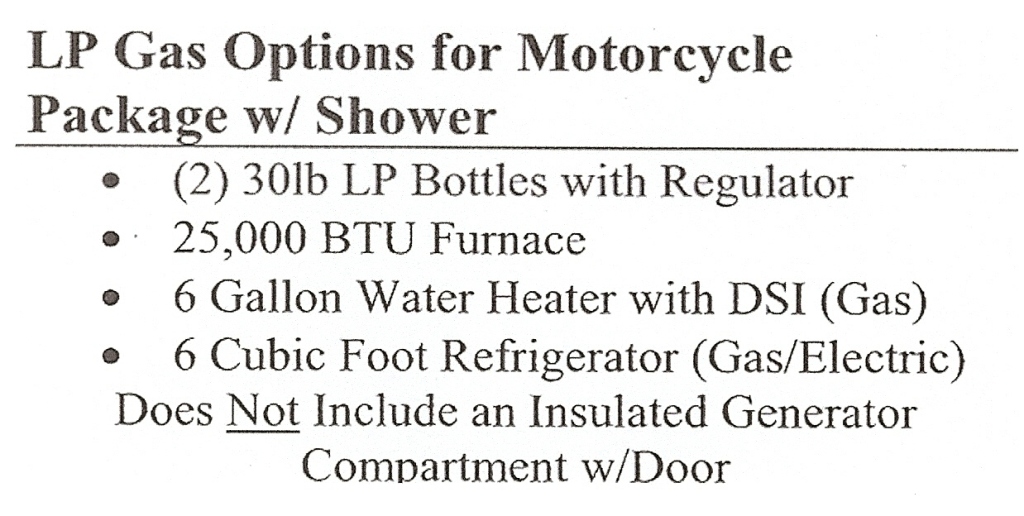 LP Gas Options for Motorcycle
Package w/ Shower
• (2) 30lb LP Bottles with Regulator
• 25,000 BTU Furnace
• 6 Gallon Water Heater with DSI (Gas)
• 6 Cubic Foot Refrigerator (Gas/Electric)
Does Not Include an Insulated Generator
Compartment w/Door